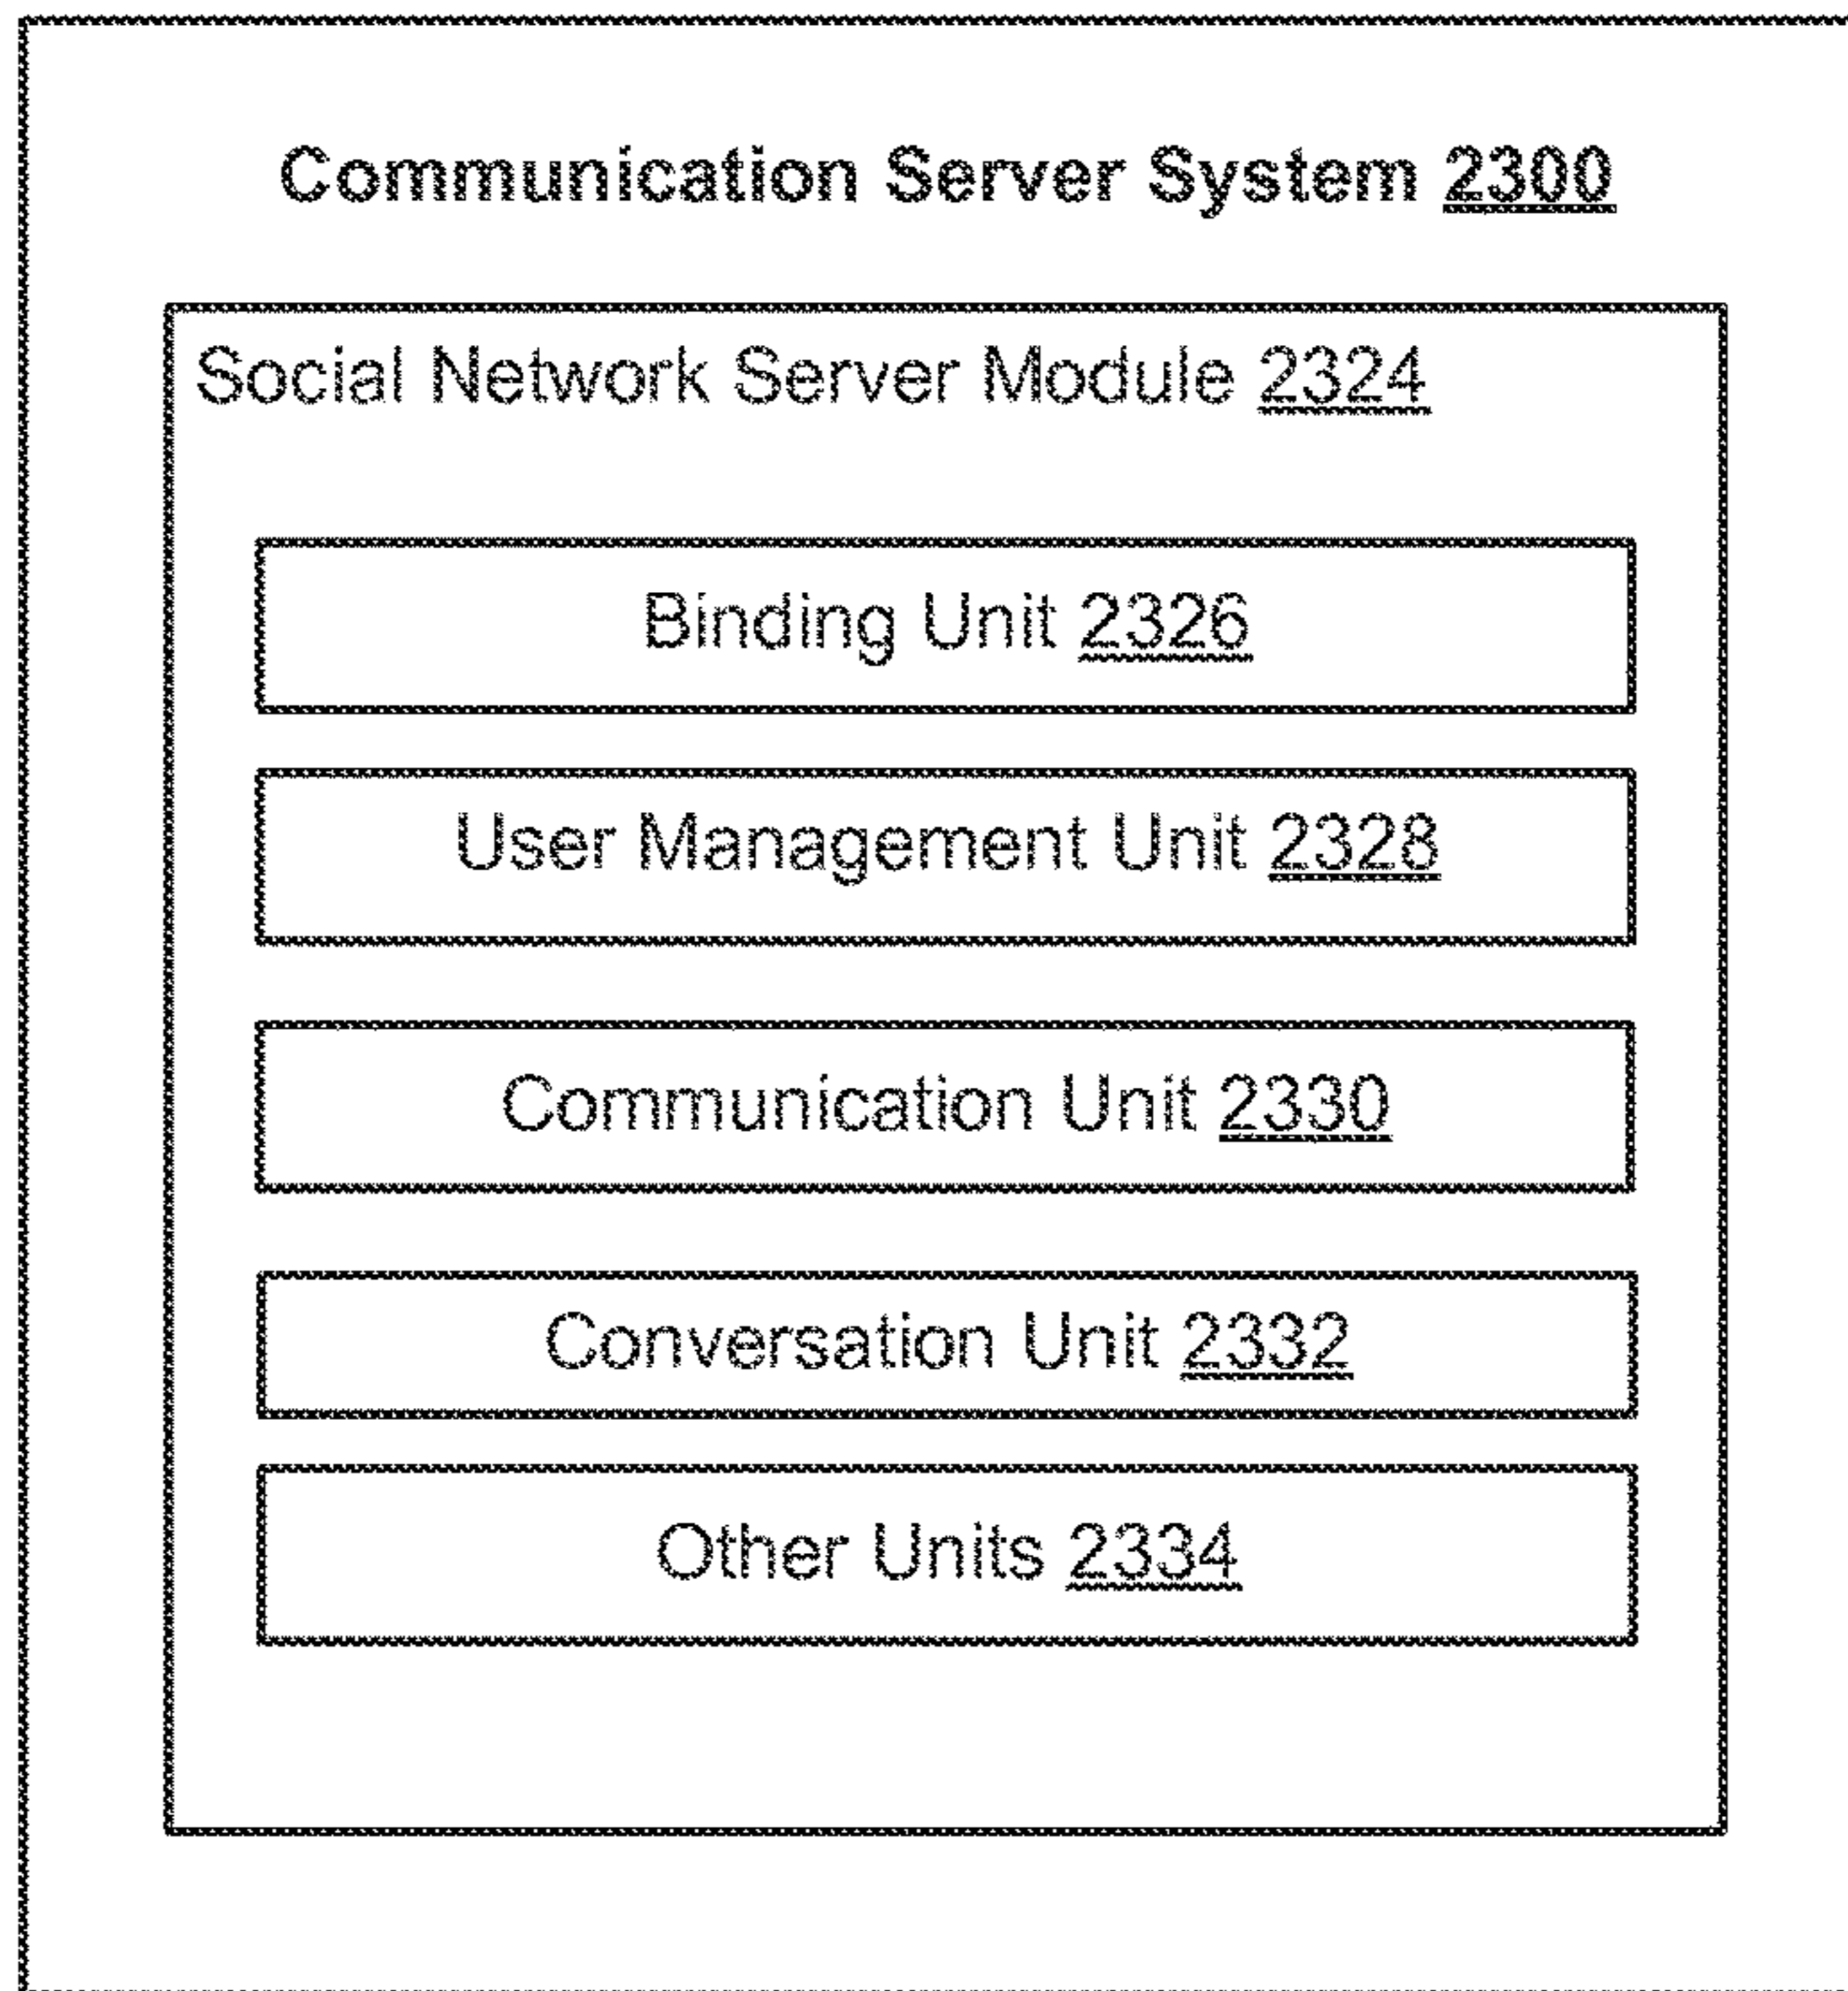 Communication Server System 2300
Social Network Server Module 2324
Binding Unit 2326
User Management Unit 2328
Communication Unit 2330
Conversation Unit 2332
Other Units 2334